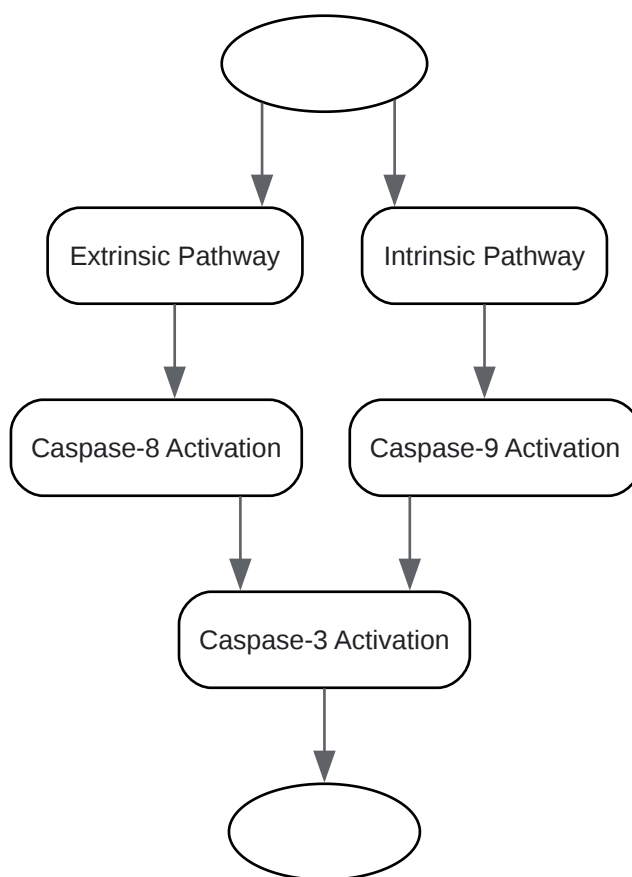 Extrinsic Pathway
Intrinsic Pathway
Caspase-8 Activation
Caspase-9 Activation
Caspase-3 Activation